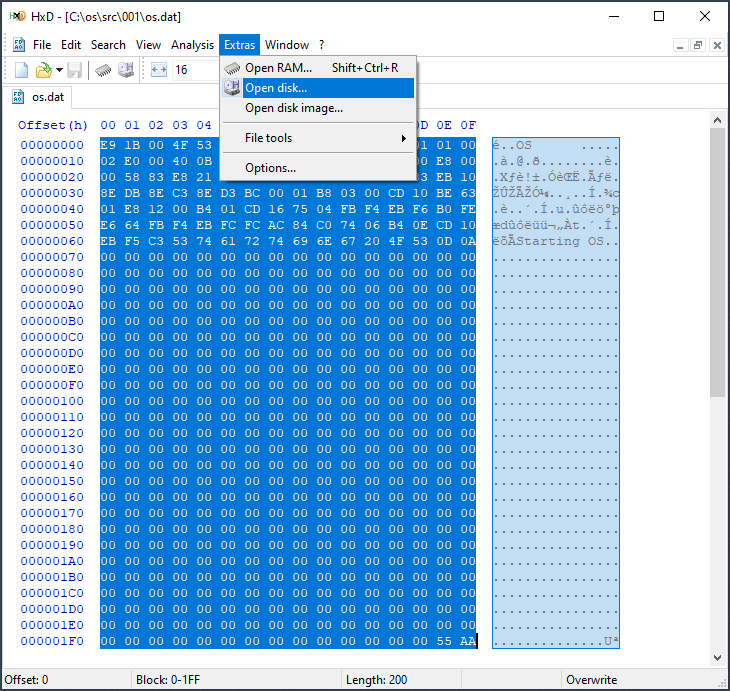 HxD - [C:\os\src\001\os.dat]
File Edit Search View Analysis Extras Window ?
16
Open RAM... Shift+Ctrl+R
Open disk...
Open disk image...
File tools
Options...
os.dat
Offset(h) 00 01 02 03 04 D 0E 0F
00000000 E9 1B 00 4F 53 1 01 00 é..OS     .....
00000010 02 E0 00 40 0B 0 E8 00 .à.@.ð.......è.
00000020 00 58 83 E8 21 3 EB 10 .Xƒè!±.ÓèŒË.Ãƒë.
00000030 8E DB 8E C3 8E D3 BC 00 01 B8 03 00 CD 10 BE 63 ŽÛŽÃŽÓ¼..¸..Í.¾c
00000040 01 E8 12 00 B4 01 CD 16 75 04 FB F4 EB F6 B0 FE .è..´.Í.u.ûôëö°þ
00000050 E6 64 FB F4 EB FC FC AC 84 C0 74 06 B4 0E CD 10 ædûôëüü¬„Àt.´.Í.
00000060 EB F5 C3 53 74 61 72 74 69 6E 67 20 4F 53 0D 0A ëõÃStarting OS..
00000070 00 00 00 00 00 00 00 00 00 00 00 00 00 00 00 00 ................
00000080 00 00 00 00 00 00 00 00 00 00 00 00 00 00 00 00 ................
00000090 00 00 00 00 00 00 00 00 00 00 00 00 00 00 00 00 ................
000000A0 00 00 00 00 00 00 00 00 00 00 00 00 00 00 00 00 ................
000000B0 00 00 00 00 00 00 00 00 00 00 00 00 00 00 00 00 ................
000000C0 00 00 00 00 00 00 00 00 00 00 00 00 00 00 00 00 ................
000000D0 00 00 00 00 00 00 00 00 00 00 00 00 00 00 00 00 ................
000000E0 00 00 00 00 00 00 00 00 00 00 00 00 00 00 00 00 ................
000000F0 00 00 00 00 00 00 00 00 00 00 00 00 00 00 00 00 ................
00000100 00 00 00 00 00 00 00 00 00 00 00 00 00 00 00 00 ................
00000110 00 00 00 00 00 00 00 00 00 00 00 00 00 00 00 00 ................
00000120 00 00 00 00 00 00 00 00 00 00 00 00 00 00 00 00 ................
00000130 00 00 00 00 00 00 00 00 00 00 00 00 00 00 00 00 ................
00000140 00 00 00 00 00 00 00 00 00 00 00 00 00 00 00 00 ................
00000150 00 00 00 00 00 00 00 00 00 00 00 00 00 00 00 00 ................
00000160 00 00 00 00 00 00 00 00 00 00 00 00 00 00 00 00 ................
00000170 00 00 00 00 00 00 00 00 00 00 00 00 00 00 00 00 ................
00000180 00 00 00 00 00 00 00 00 00 00 00 00 00 00 00 00 ................
00000190 00 00 00 00 00 00 00 00 00 00 00 00 00 00 00 00 ................
000001A0 00 00 00 00 00 00 00 00 00 00 00 00 00 00 00 00 ................
000001B0 00 00 00 00 00 00 00 00 00 00 00 00 00 00 00 00 ................
000001C0 00 00 00 00 00 00 00 00 00 00 00 00 00 00 00 00 ................
000001D0 00 00 00 00 00 00 00 00 00 00 00 00 00 00 00 00 ................
000001E0 00 00 00 00 00 00 00 00 00 00 00 00 00 00 00 00 ................
000001F0 00 00 00 00 00 00 00 00 00 00 00 00 00 00 55 AA ..............Uª
Offset: 0 Block: 0-1FF Length: 200 Overwrite